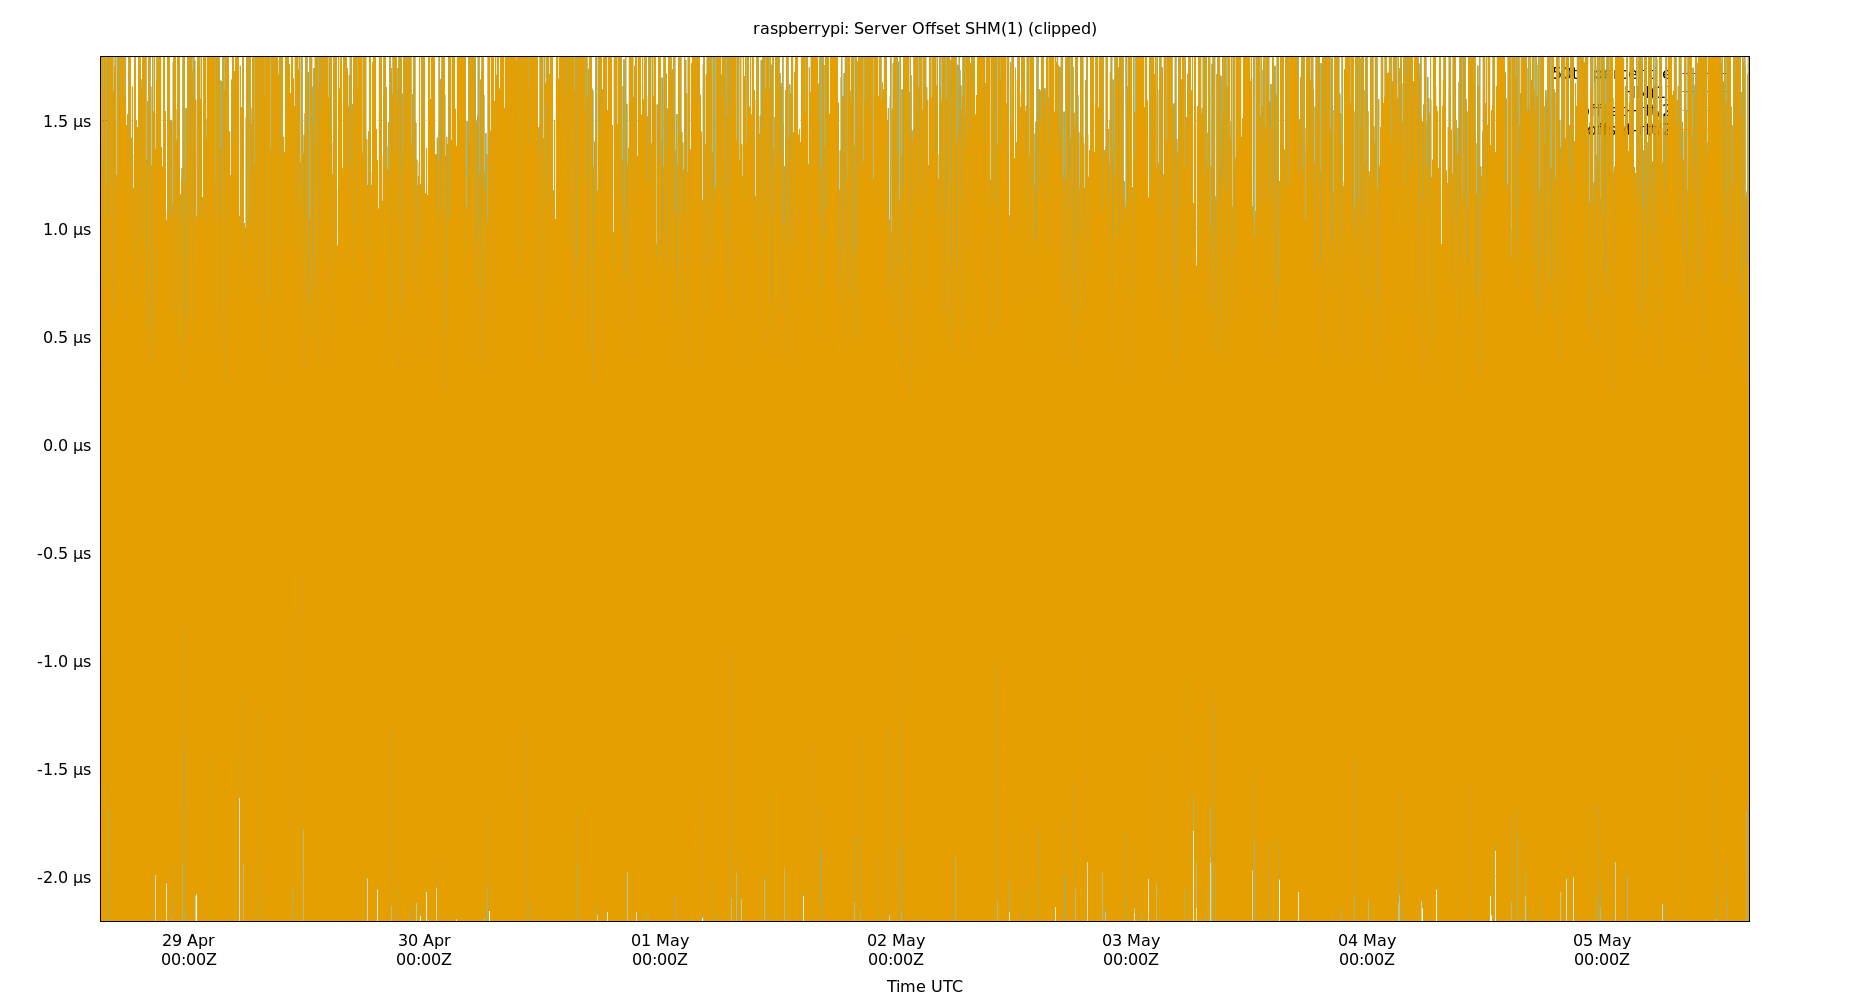 raspberrypi: Server Offset SHM(1) (clipped)
1.5 µs
1.0 µs
0.5 µs
0.0 µs
-0.5 µs
-1.0 µs
-1.5 µs
-2.0 µs
29 Apr 30 Apr 01 May 02 May 03 May 04 May 05 May
00:00Z 00:00Z 00:00Z 00:00Z 00:00Z 00:00Z 00:00Z
Time UTC